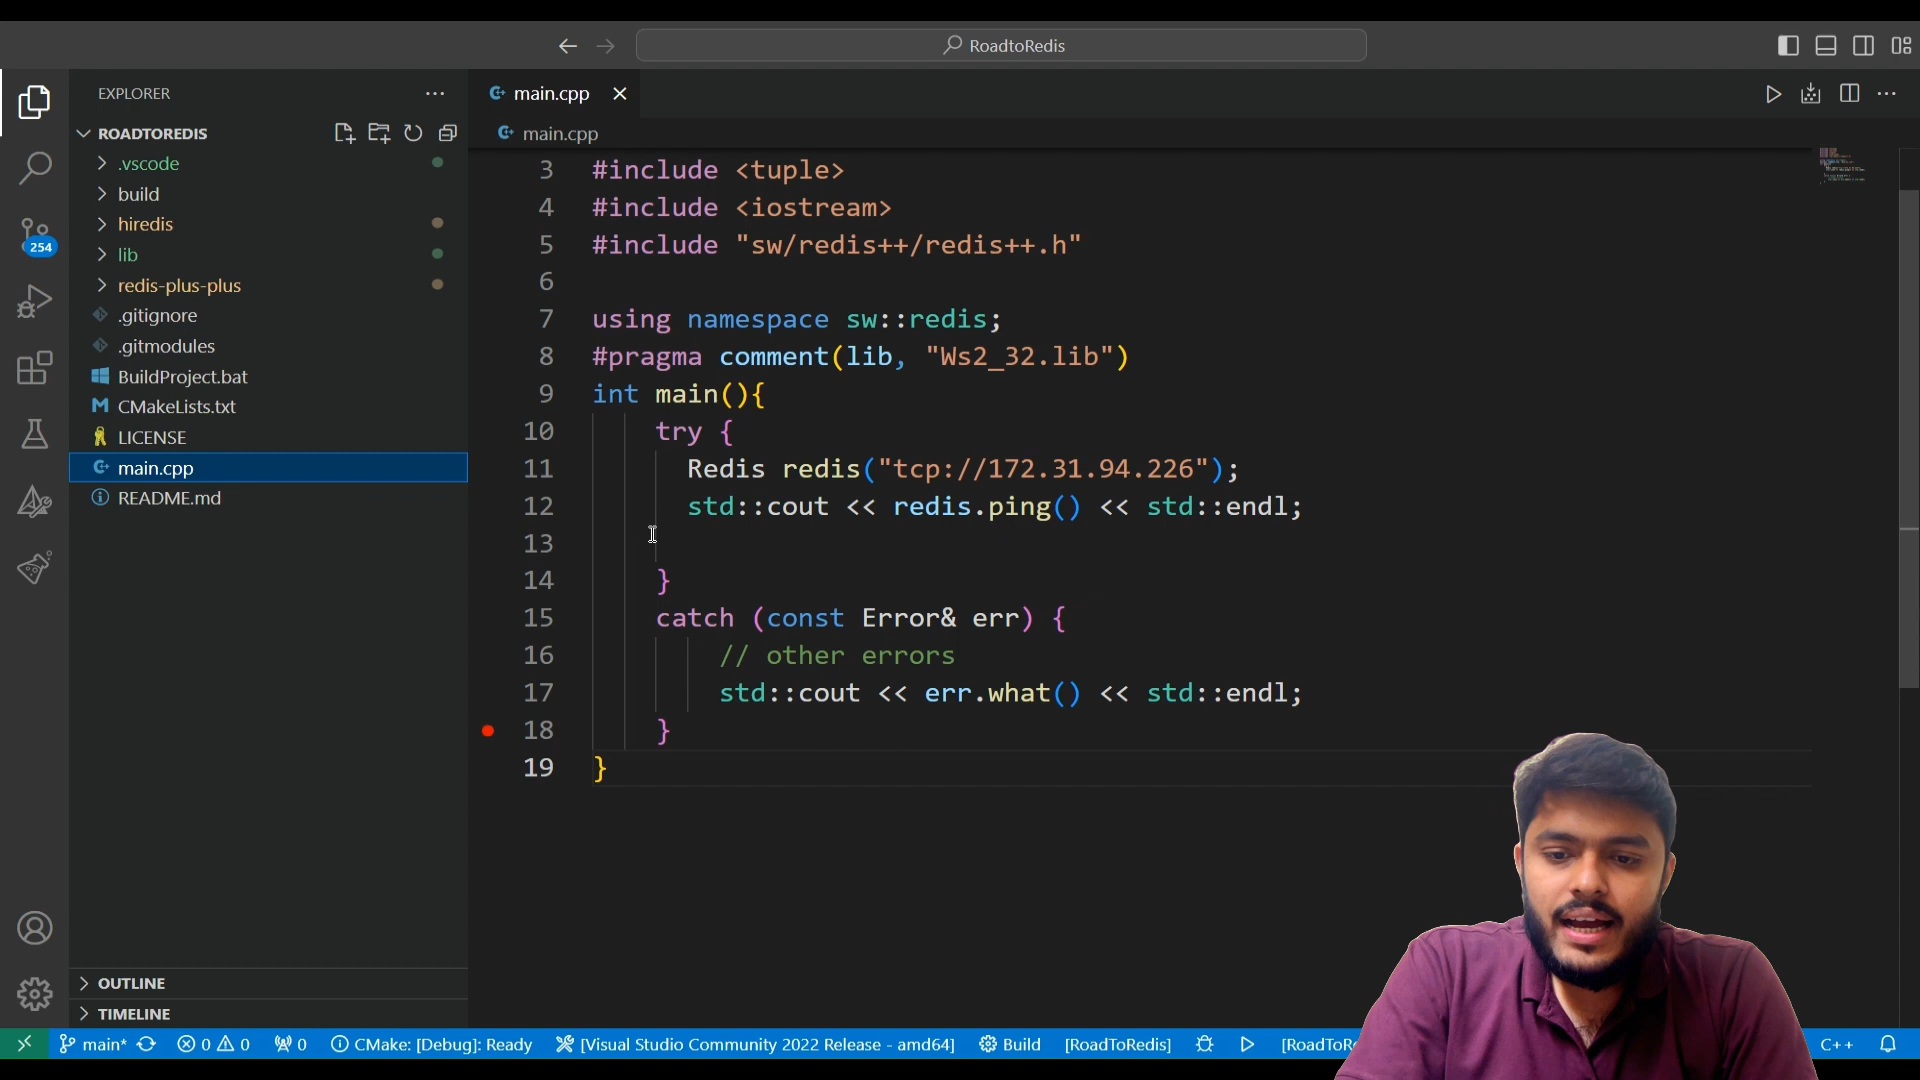 RoadtoRedis
EXPLORER
ROADTOREDIS
.vscode
build
hiredis
lib
redis-plus-plus
.gitignore
.gitmodules
BuildProject.bat
CMakeLists.txt
LICENSE
main.cpp
README.md
254
OUTLINE
TIMELINE
main.cpp
main.cpp
3 #include <tuple>
4 #include <iostream>
5 #include "sw/redis++/redis++.h"
6
7 using namespace sw::redis;
8 #pragma comment(lib, "Ws2_32.lib")
9 int main(){
10 try {
11 Redis redis("tcp://172.31.94.226");
12 std::cout << redis.ping() << std::endl;
13
14 }
15 catch (const Error& err) {
16 // other errors
17 std::cout << err.what() << std::endl;
18 }
19 }
main* 0 0 0 CMake: [Debug]: Ready [Visual Studio Community 2022 Release - amd64] Build [RoadToRedis] C++